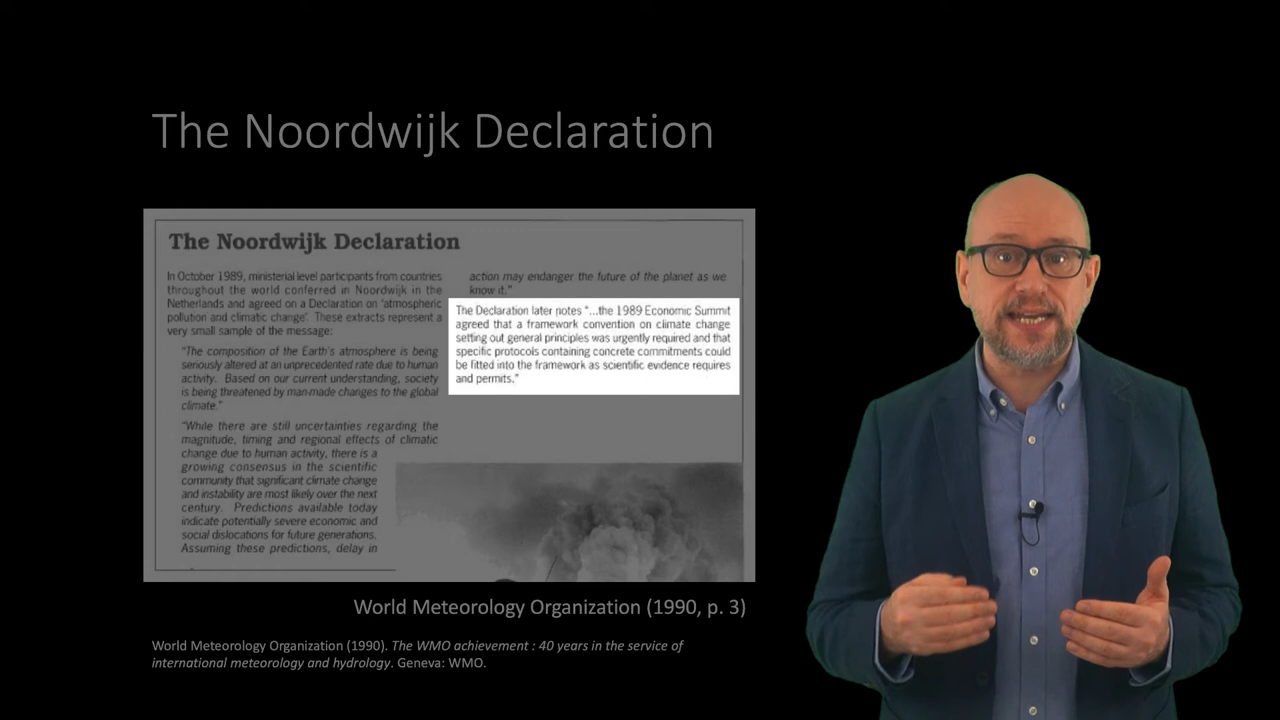 The Noordwijk Declaration
The Noordwijk Declaration
In October 1989, ministerial level participants from countries
throughout the world conferred in Noordwijk in the
Netherlands and agreed on a Declaration on 'atmospheric
pollution and climatic change'. These extracts represent a
very small sample of the message:
"The composition of the Earth's atmosphere is being
seriously altered at an unprecedented rate due to human
activity. Based on our current understanding, society
is being threatened by man-made changes to the global
climate."
"While there are still uncertainties regarding the
magnitude, timing and regional effects of climatic
change due to human activity, there is a
growing consensus in the scientific
community that significant climate change
and instability are most likely over the next
century. Predictions available today
indicate potentially severe economic and
social dislocations for future generations.
Assuming these predictions, delay in
action may endanger the future of the planet as we
know it."
The Declaration later notes "...the 1989 Economic Summit
agreed that a framework convention on climate change
setting out general principles was urgently required and that
specific protocols containing concrete commitments could
be fitted into the framework as scientific evidence requires
and permits."
World Meteorology Organization (1990, p. 3)
World Meteorology Organization (1990). The WMO achievement : 40 years in the service of
international meteorology and hydrology. Geneva: WMO.